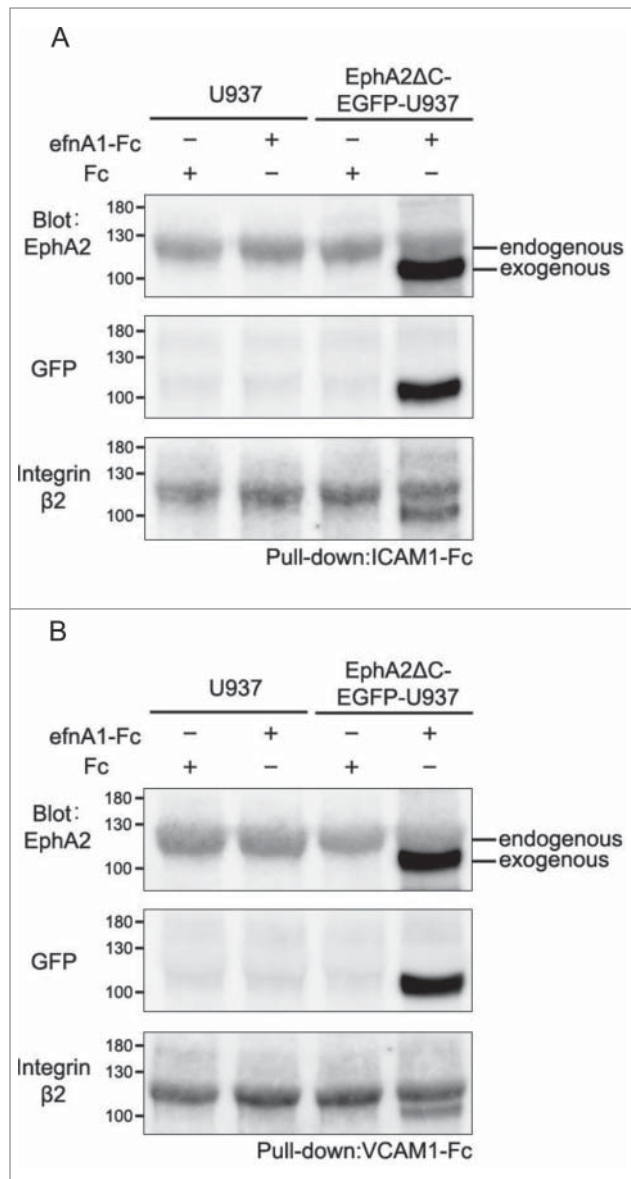 A
U937
EphA2ΔC-
EGFP-U937
efnA1-Fc – + – +
Fc + – + –
Blot:
EphA2
180
130
100
endogenous
exogenous
GFP
180
130
100
Integrin
β2
180
130
100
Pull-down:ICAM1-Fc
B
U937
EphA2ΔC-
EGFP-U937
efnA1-Fc – + – +
Fc + – + –
Blot:
EphA2
180
130
100
endogenous
exogenous
GFP
180
130
100
Integrin
β2
180
130
100
Pull-down:VCAM1-Fc